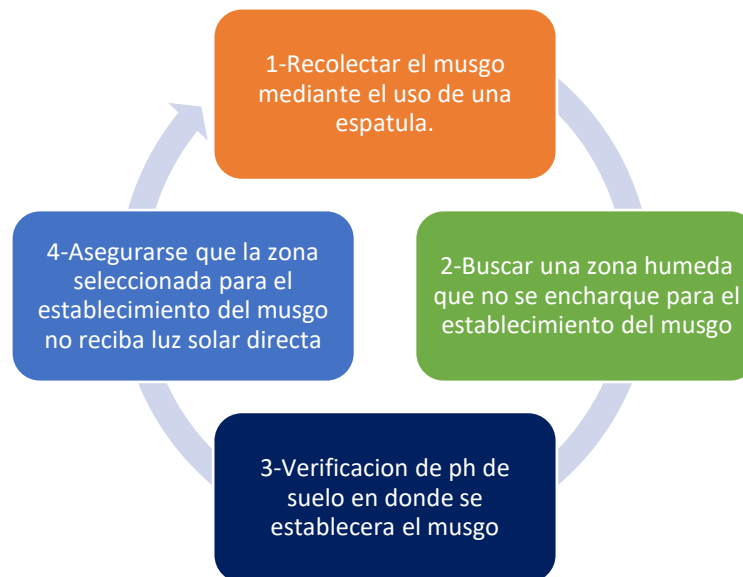 1-Recolectar el musgo
mediante el uso de una
espatula.
2-Buscar una zona humeda
que no se encharque para el
establecimiento del musgo
3-Verificacion de ph de
suelo en donde se
establecera el musgo
4-Asegurarse que la zona
seleccionada para el
establecimiento del musgo
no reciba luz solar directa